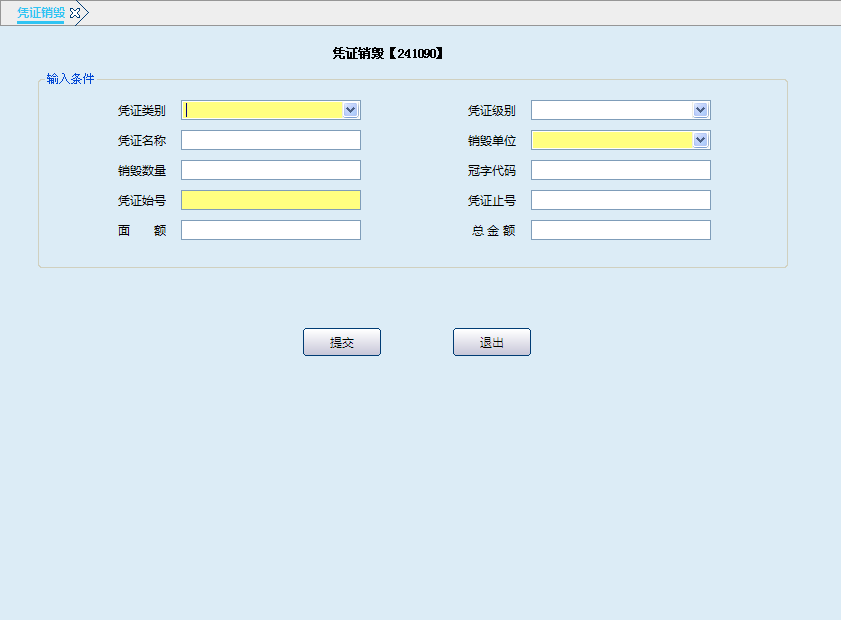 凭证销毁
凭证销毁【241090】
输入条件
凭证类别 凭证级别
凭证名称 销毁单位
销毁数量 冠字代码
凭证始号 凭证止号
面 额 总 金 额
提交 退出